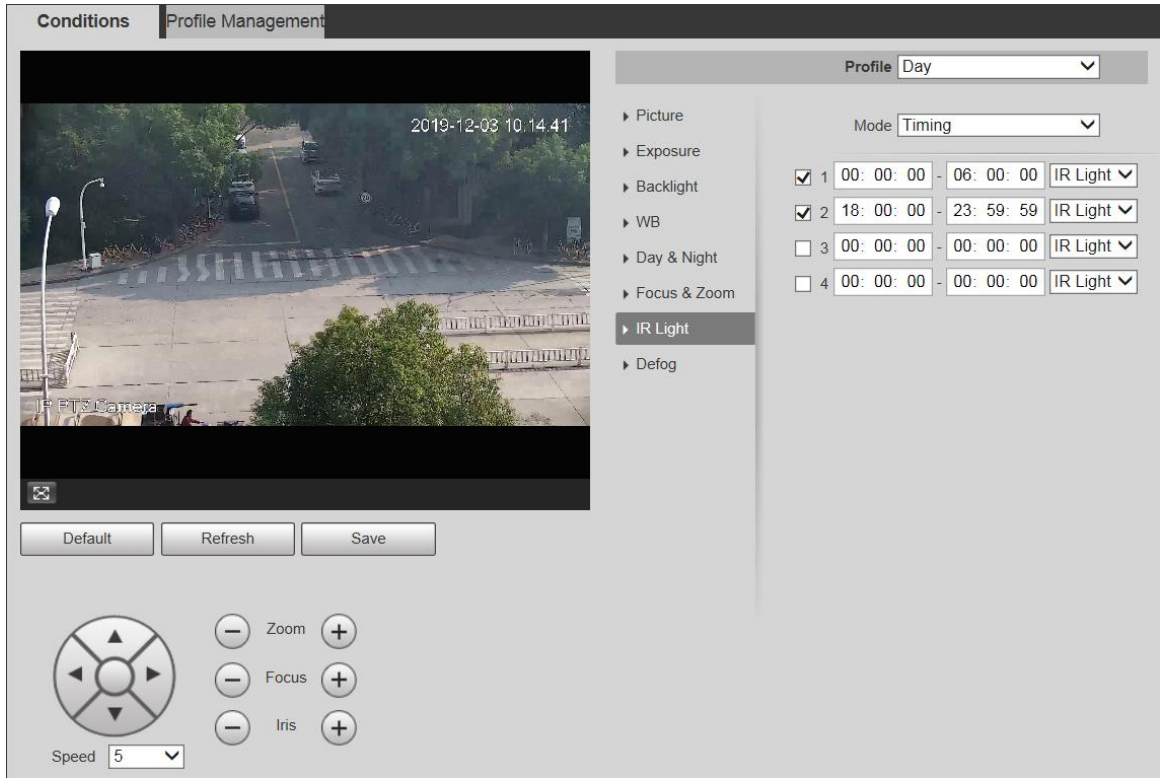 Conditions Profile Management
2019-12-03 10:14:41
IP PTZ Camera
Default Refresh Save
Zoom
Focus
Iris
Speed 5
Profile Day
Picture
Exposure
Backlight
WB
Day & Night
Focus & Zoom
IR Light
Defog
Mode Timing
1 00: 00: 00 - 06: 00: 00 IR Light
2 18: 00: 00 - 23: 59: 59 IR Light
3 00: 00: 00 - 00: 00: 00 IR Light
4 00: 00: 00 - 00: 00: 00 IR Light